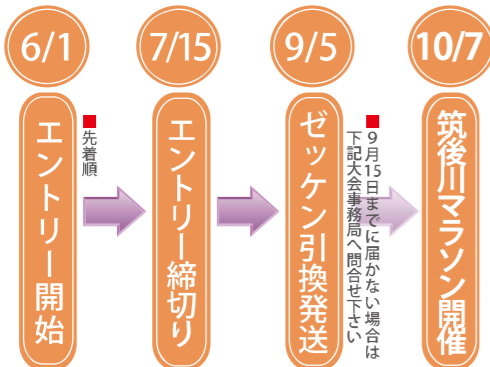 6/1
エントリー開始
■先着順
7/15
エントリー締切り
9/5
ゼッケン引換発送
■9月15日までに届かない場合は
下記大会事務局へ問合せ下さい
10/7
筑後川マラソン開催